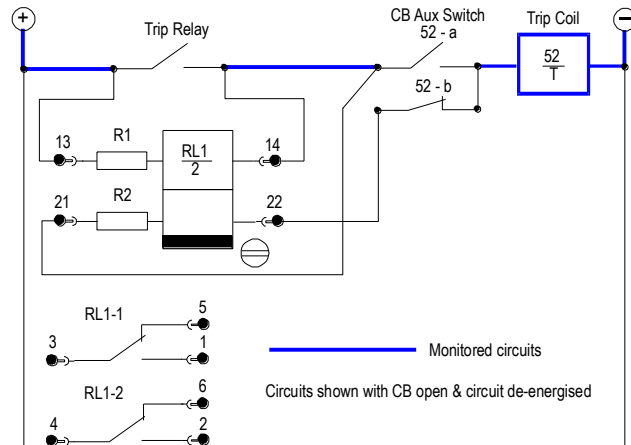 +
−
Trip Relay
CB Aux Switch
52 - a
Trip Coil
52
T
52 - b
13
R1
RL1
2
14
21
R2
22
RL1-1
5
3
1
RL1-2
6
4
2
Monitored circuits
Circuits shown with CB open & circuit de-energised